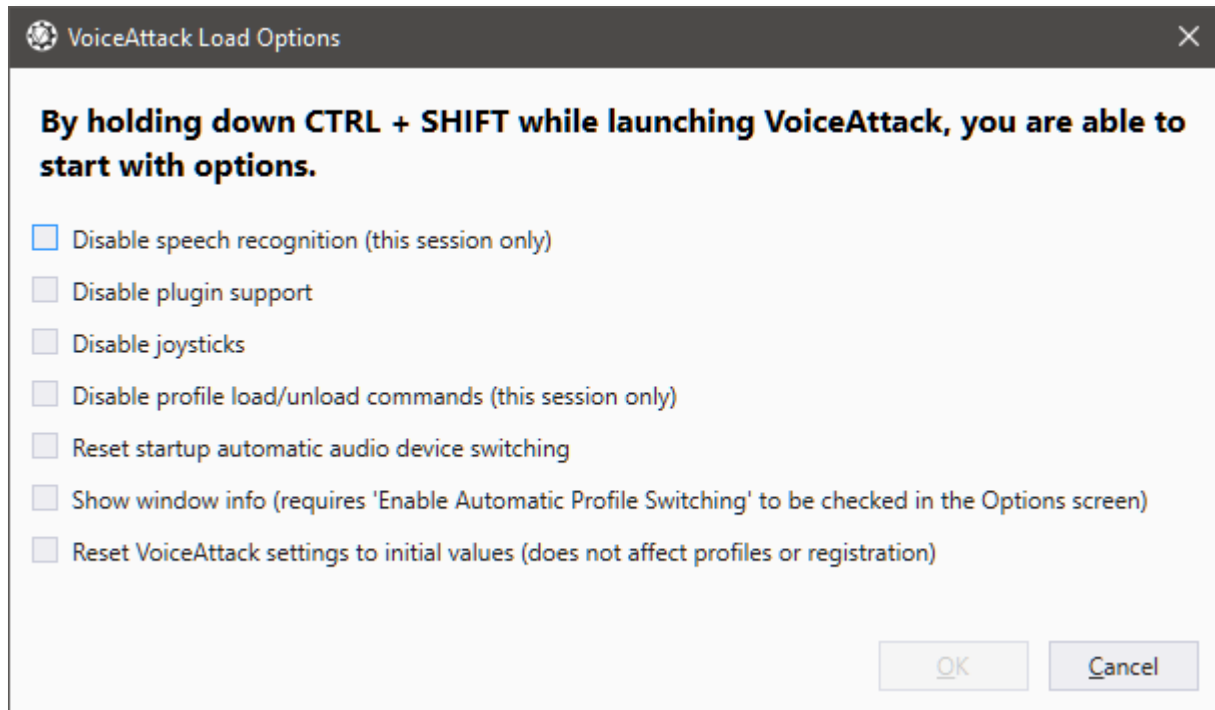 VoiceAttack Load Options
By holding down CTRL + SHIFT while launching VoiceAttack, you are able to
start with options.
Disable speech recognition (this session only)
Disable plugin support
Disable joysticks
Disable profile load/unload commands (this session only)
Reset startup automatic audio device switching
Show window info (requires 'Enable Automatic Profile Switching' to be checked in the Options screen)
Reset VoiceAttack settings to initial values (does not affect profiles or registration)
OK
Cancel